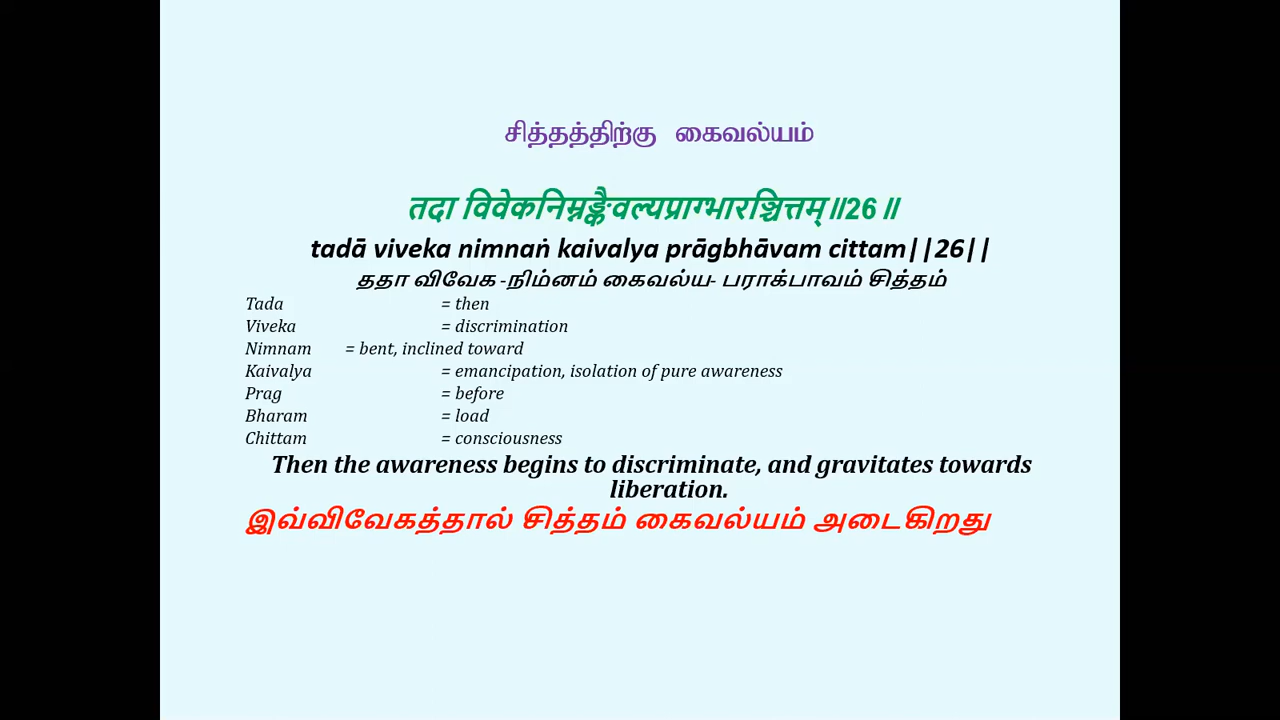 சித்தத்திற்கு கைவல்யம்
तदा विवेकनिम्नङ्कैवल्यप्राग्भारञ्चित्तम्॥26॥
tadā viveka nimnaṅ kaivalya prāgbhāvam cittam||26||
ததா விவேக -நிம்னம் கைவல்ய- பராக்பாவம் சித்தம்
Tada = then
Viveka = discrimination
Nimnam = bent, inclined toward
Kaivalya = emancipation, isolation of pure awareness
Prag = before
Bharam = load
Chittam = consciousness
Then the awareness begins to discriminate, and gravitates towards
liberation.
இவ்விவேகத்தால் சித்தம் கைவல்யம் அடைகிறது